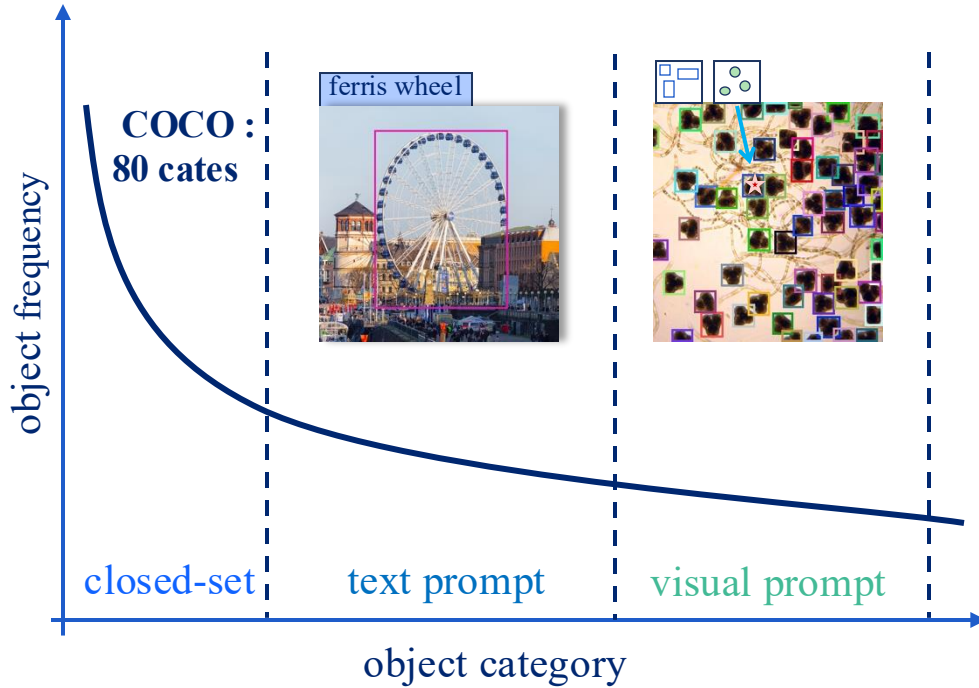 ferris wheel
COCO :
80 cates
object frequency
closed-set
text prompt
visual prompt
object category